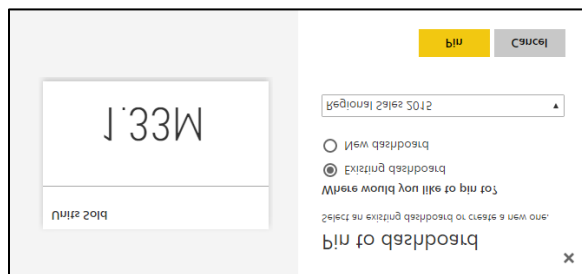 Pin to dashboard
Select an existing dashboard or create a new one.
Where would you like to pin to?
Existing dashboard
New dashboard
Regional Sales 2015
Pin Cancel
Units Sold
1.33M